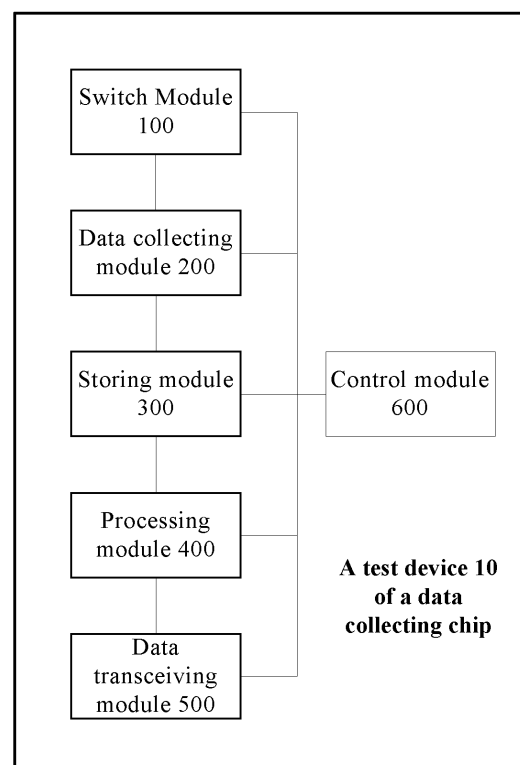 Switch Module
100
Data collecting
module 200
Storing module
300
Control module
600
Processing
module 400
A test device 10
of a data
collecting chip
Data
transceiving
module 500